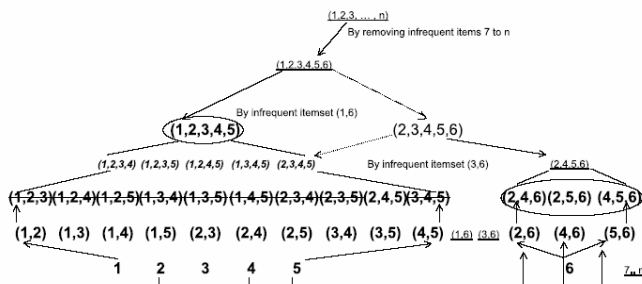 (1,2,3, ... , n)
By removing infrequent items 7 to n
(1,2,3,4,5,6)
By infrequent itemset (1,6)
(1,2,3,4,5) (2,3,4,5,6)
(1,2,3,4) (1,2,3,5) (1,2,4,5) (1,3,4,5) (2,3,4,5) By infrequent itemset (3,6) (2,4,5,6)
(1,2,3)(1,2,4)(1,2,5)(1,3,4)(1,3,5)(1,4,5)(2,3,4)(2,3,5)(2,4,5)(3,4,5) (2,4,6)(2,5,6)(4,5,6)
(1,2) (1,3) (1,4) (1,5) (2,3) (2,4) (2,5) (3,4) (3,5) (4,5) (1,6) (3,6) (2,6) (4,6) (5,6)
1 2 3 4 5 6